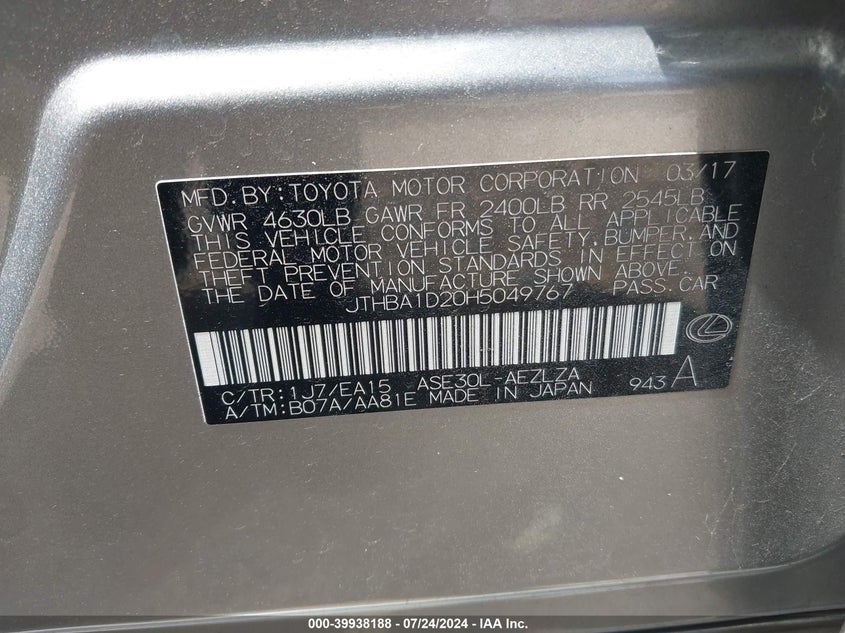 MFD. BY: TOYOTA MOTOR CORPORATION 03/17
GVWR 4630LB GAWR FR 2400LB RR 2545LB
THIS VEHICLE CONFORMS TO ALL APPLICABLE
FEDERAL MOTOR VEHICLE SAFETY, BUMPER, AND
THEFT PREVENTION STANDARDS IN EFFECT ON
THE DATE OF MANUFACTURE SHOWN ABOVE.
JTHBA1D20H5049767 PASS.CAR
C/TR:1J7/EA15 ASE30L-AEZLZA
A/TM:B07A/AA81E MADE IN JAPAN 943 A
000-39938188 - 07/24/2024 - IAA Inc.